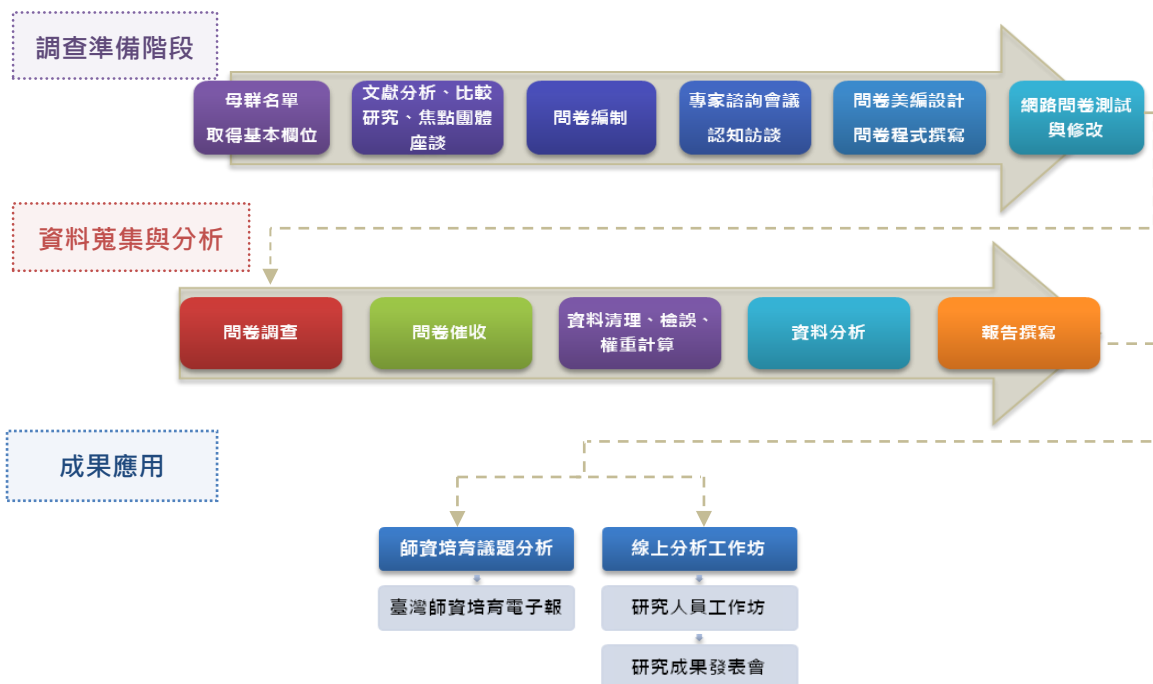 調查準備階段
母群名單
取得基本欄位
文獻分析、比較
研究、焦點團體
座談
問卷編制
專家諮詢會議
認知訪談
問卷美編設計
問卷程式撰寫
網路問卷測試
與修改
資料蒐集與分析
問卷調查
問卷催收
資料清理、檢誤、
權重計算
資料分析
報告撰寫
成果應用
師資培育議題分析
線上分析工作坊
臺灣師資培育電子報
研究人員工作坊
研究成果發表會